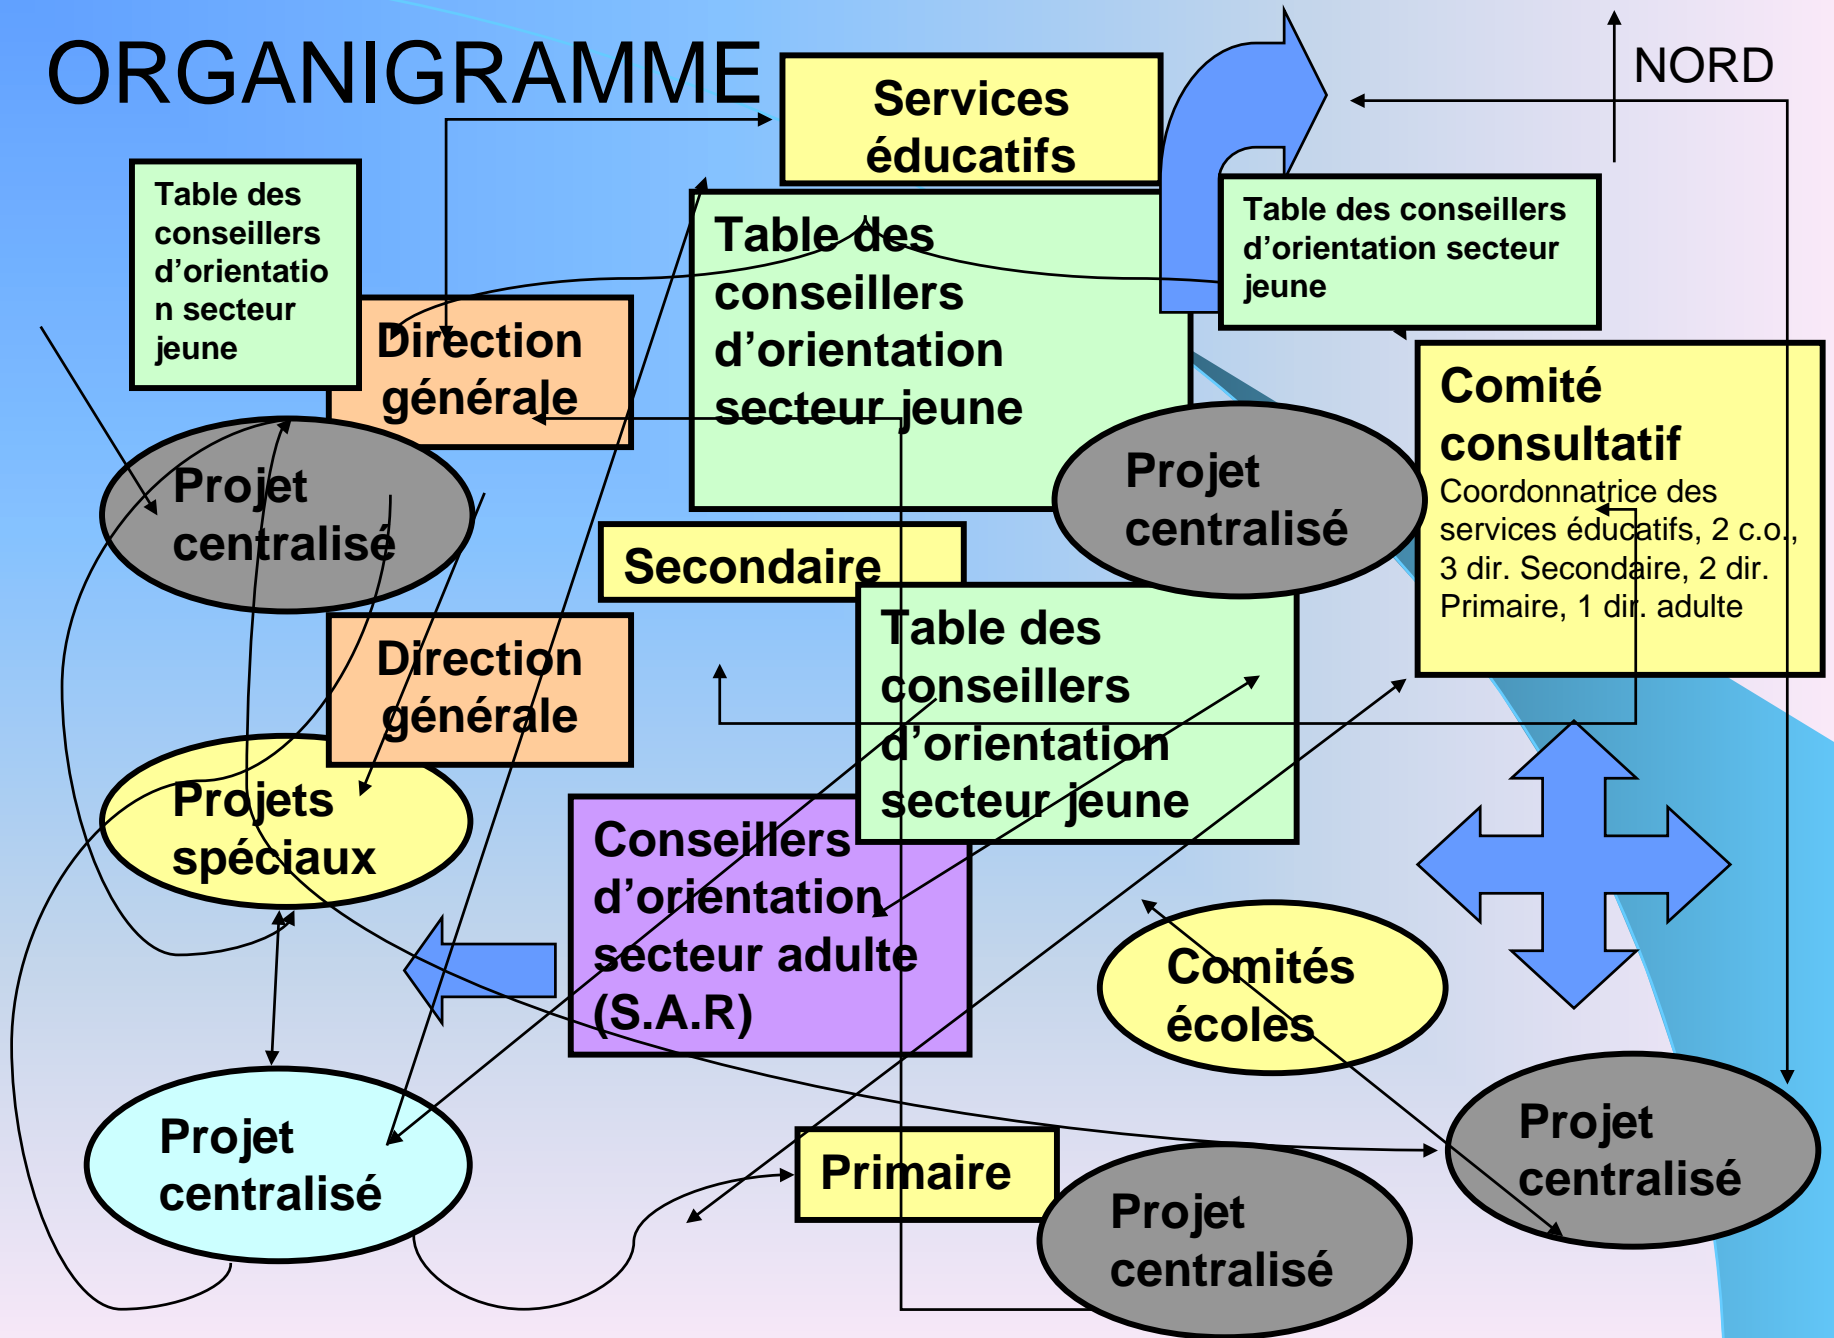 ORGANIGRAMME
NORD
Services
éducatifs
Table des
conseillers
d’orientatio
n secteur
jeune
Table des
conseillers
d’orientation
secteur jeune
Table des conseillers
d’orientation secteur
jeune
Direction
générale
Comité
consultatif
Coordonnatrice des
services éducatifs, 2 c.o.,
3 dir. Secondaire, 2 dir.
Primaire, 1 dir. adulte
Projet
centralisé
Projet
centralisé
Secondaire
Table des
conseillers
d’orientation
secteur jeune
Direction
générale
Projets
spéciaux
Conseillers
d’orientation
secteur adulte
(S.A.R)
Comités
écoles
Projet
centralisé
Primaire
Projet
centralisé
Projet
centralisé